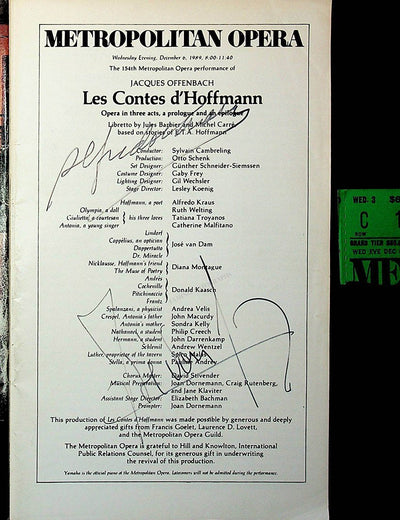 METROPOLITAN OPERA
Wednesday Evening, December 6, 1989, 8:00-11:40
The 154th Metropolitan Opera performance of
JACQUES OFFENBACH
Les Contes d'Hoffmann
Opera in three acts, a prologue and an epilogue
Libretto by Jules Barbier and Michel Carré,
based on stories of E.T.A. Hoffmann
Conductor: Sylvain Cambreling
Production: Otto Schenk
Set Designer: Günther Schneider-Siemssen
Costume Designer: Gaby Frey
Lighting Designer: Gil Wechsler
Stage Director: Lesley Koenig
Hoffmann, a poet Alfredo Kraus
Olympia, a doll Ruth Welting
Giulietta, a courtesan his three loves Tatiana Troyanos
Antonia, a young singer Catherine Malfitano
Lindorf
Coppélius, an optician
Dappertutto
Dr. Miracle
José van Dam
Nicklausse, Hoffmann's friend
The Muse of Poetry
Diana Montague
Andrès
Cochenille
Pitichinaccio
Frantz
Donald Kaasch
Spalanzani, a physicist Andrea Velis
Crespel, Antonia's father John Macurdy
Antonia's mother Sondra Kelly
Nathanael, a student Philip Creech
Hermann, a student John Darrenkamp
Schlemil Andrew Wentzel
Luther, proprietor of the tavern Spiro Malas
Stella, a prima donna Pauline Andrey
Chorus Master: David Stivender
Musical Preparation: Joan Dornemann, Craig Rutenberg,
and Jane Klaviter
Assistant Stage Director: Elizabeth Bachman
Prompter: Joan Dornemann
This production of Les Contes d'Hoffmann was made possible by generous and deeply
appreciated gifts from Francis Goelet, Laurence D. Lovett,
and the Metropolitan Opera Guild.
The Metropolitan Opera is grateful to Hill and Knowlton, International
Public Relations Counsel, for its generous gift in underwriting
the revival of this production.
Yamaha is the official piano of the Metropolitan Opera. Latecomers will not be admitted during the performance.
WED 3
C 1
ROW
GRAND TIER
WED EVE DEC
ME